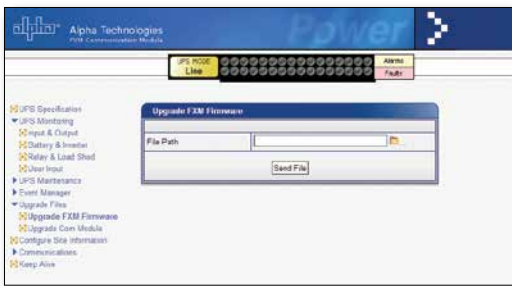 Alpha Technologies
FXM Communication Module
Power
UPS MODE
Line
Alarms
Faults
UPS Specification
UPS Monitoring
Input & Output
Battery & Inverter
Relay & Load Shed
User Input
UPS Maintenance
Event Manager
Upgrade Files
Upgrade FXM Firmware
Upgrade Com Module
Configure Site Information
Communications
Keep Alive
Upgrade FXM Firmware
File Path
Send File